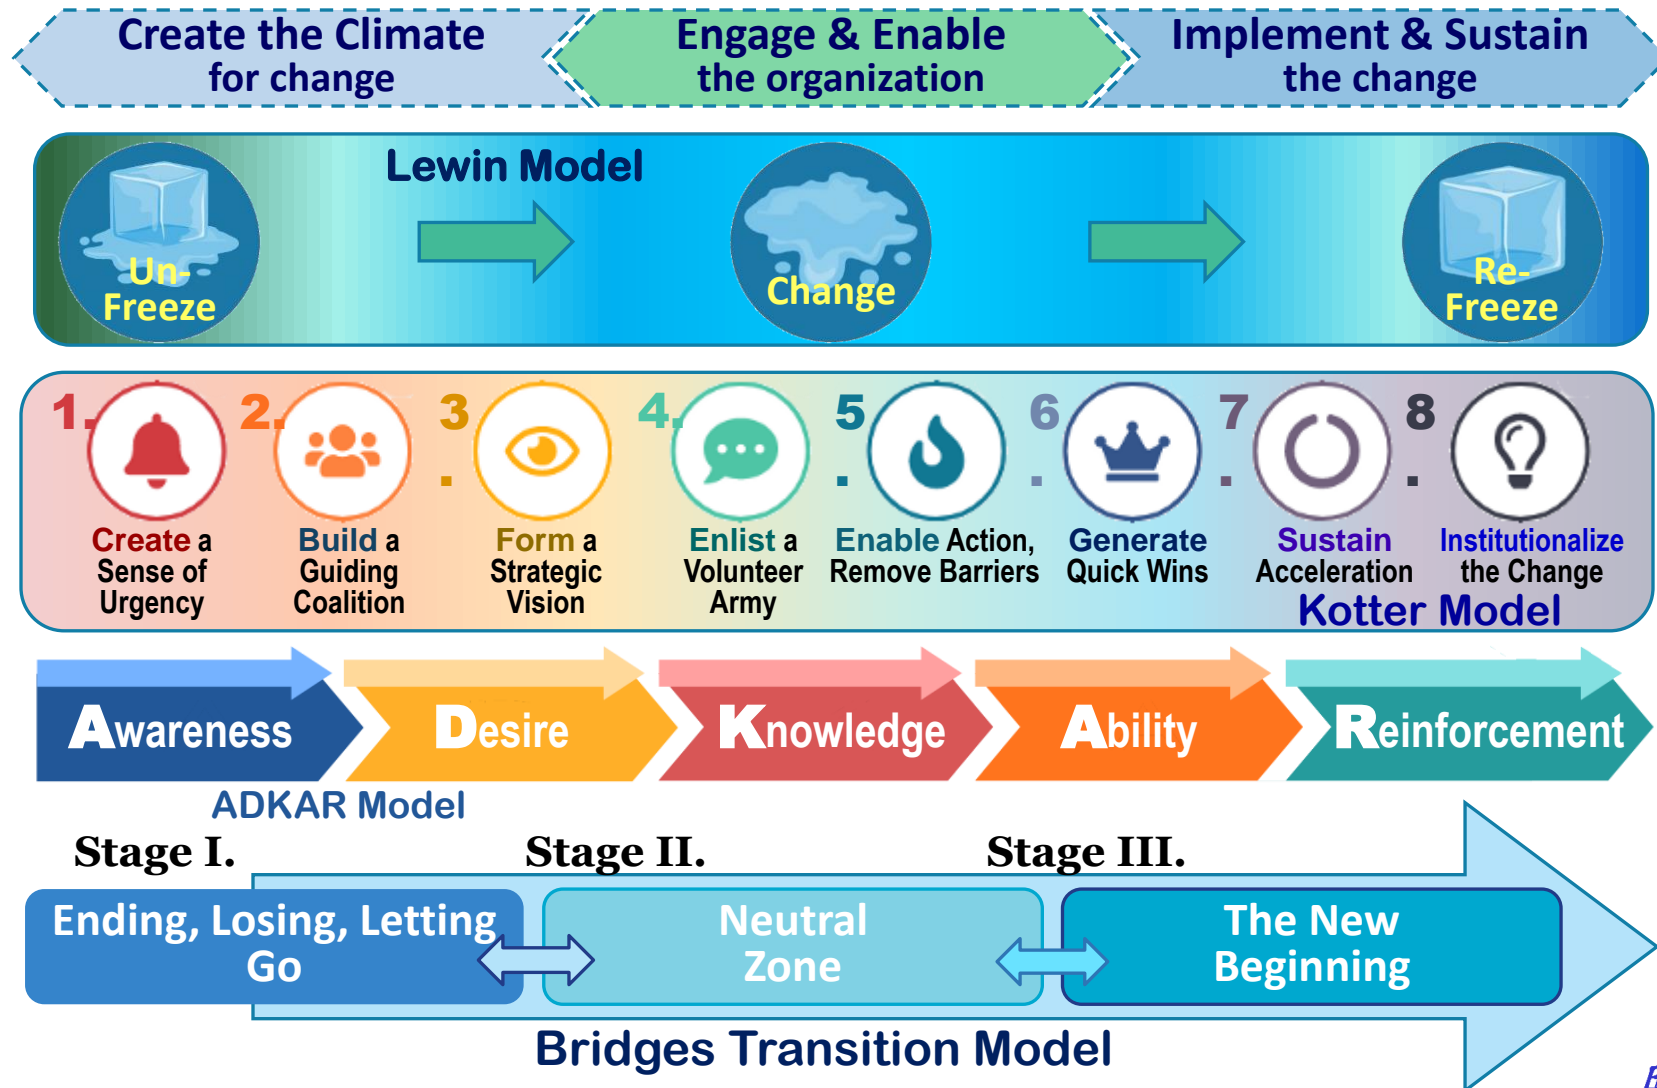 Create the Climate
for change
Engage & Enable
the organization
Implement & Sustain
the change
Lewin Model
Un-
Freeze
Change
Re-
Freeze
1.
Create a
Sense of
Urgency
2.
Build a
Guiding
Coalition
3.
Form a
Strategic
Vision
4.
Enlist a
Volunteer
Army
5.
Enable Action,
Remove Barriers
6.
Generate
Quick Wins
7.
Sustain
Acceleration
8.
Institutionalize
the Change
Kotter Model
Awareness
Desire
Knowledge
Ability
Reinforcement
ADKAR Model
Stage I.
Stage II.
Stage III.
Ending, Losing, Letting
Go
Neutral
Zone
The New
Beginning
Bridges Transition Model